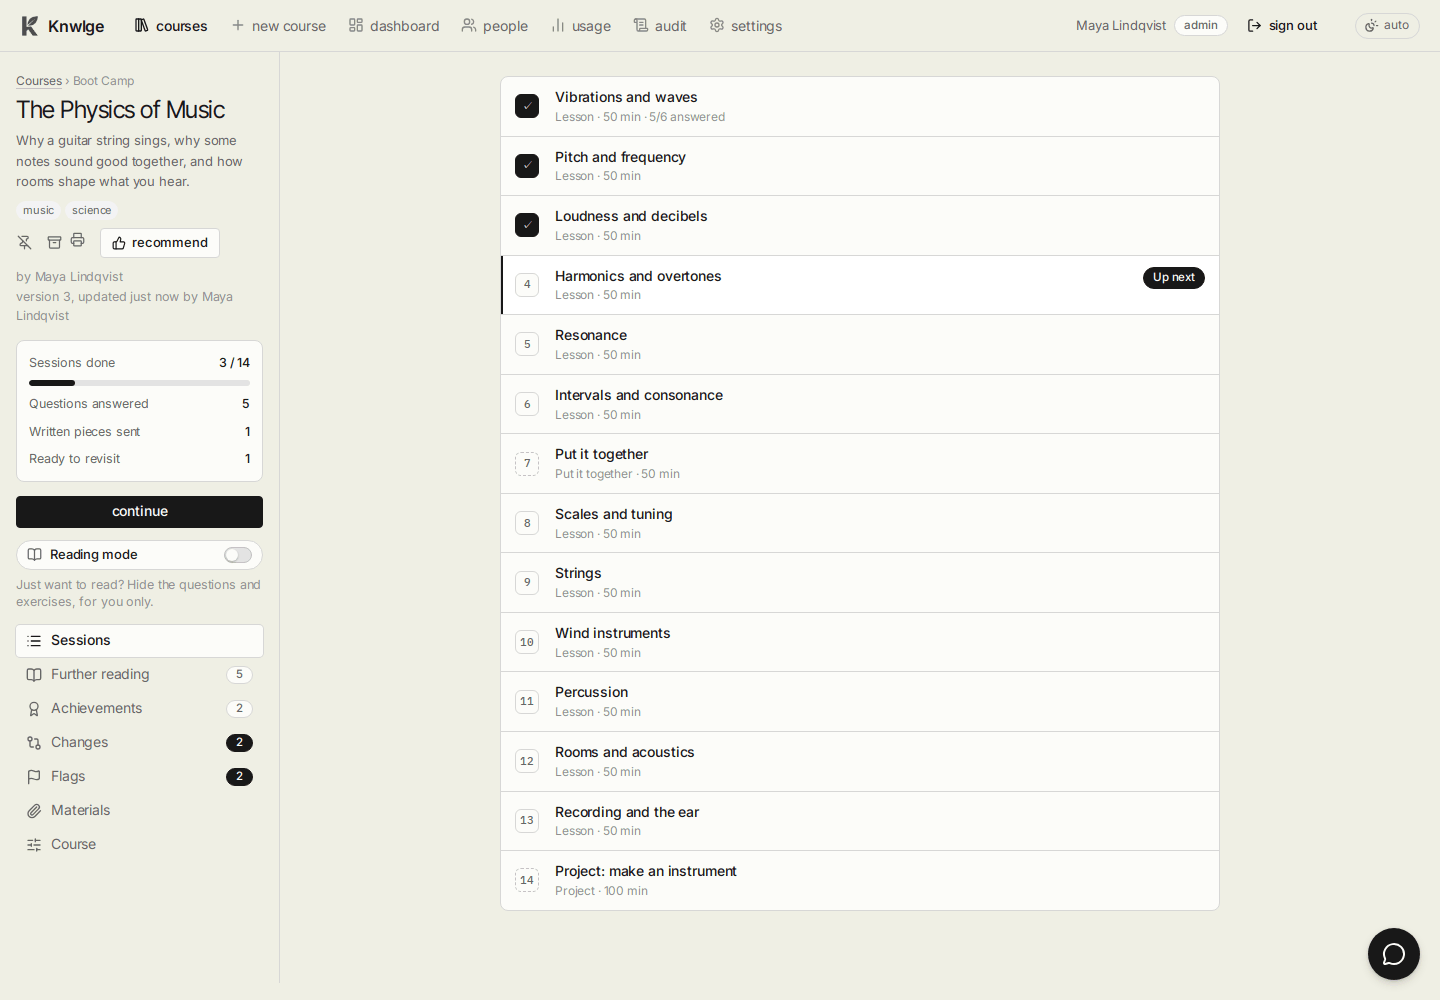 Knwlge
courses
new course
dashboard
people
usage
audit
settings
Maya Lindqvist
admin
sign out
auto
Courses › Boot Camp
The Physics of Music
Why a guitar string sings, why some
notes sound good together, and how
rooms shape what you hear.
music science
recommend
by Maya Lindqvist
version 3, updated just now by Maya
Lindqvist
Sessions done 3 / 14
Questions answered 5
Written pieces sent 1
Ready to revisit 1
continue
Reading mode
Just want to read? Hide the questions and
exercises, for you only.
Sessions
Further reading 5
Achievements 2
Changes 2
Flags 2
Materials
Course
✓ Vibrations and waves
Lesson · 50 min · 5/6 answered
✓ Pitch and frequency
Lesson · 50 min
✓ Loudness and decibels
Lesson · 50 min
4 Harmonics and overtones Up next
Lesson · 50 min
5 Resonance
Lesson · 50 min
6 Intervals and consonance
Lesson · 50 min
7 Put it together
Put it together · 50 min
8 Scales and tuning
Lesson · 50 min
9 Strings
Lesson · 50 min
10 Wind instruments
Lesson · 50 min
11 Percussion
Lesson · 50 min
12 Rooms and acoustics
Lesson · 50 min
13 Recording and the ear
Lesson · 50 min
14 Project: make an instrument
Project · 100 min